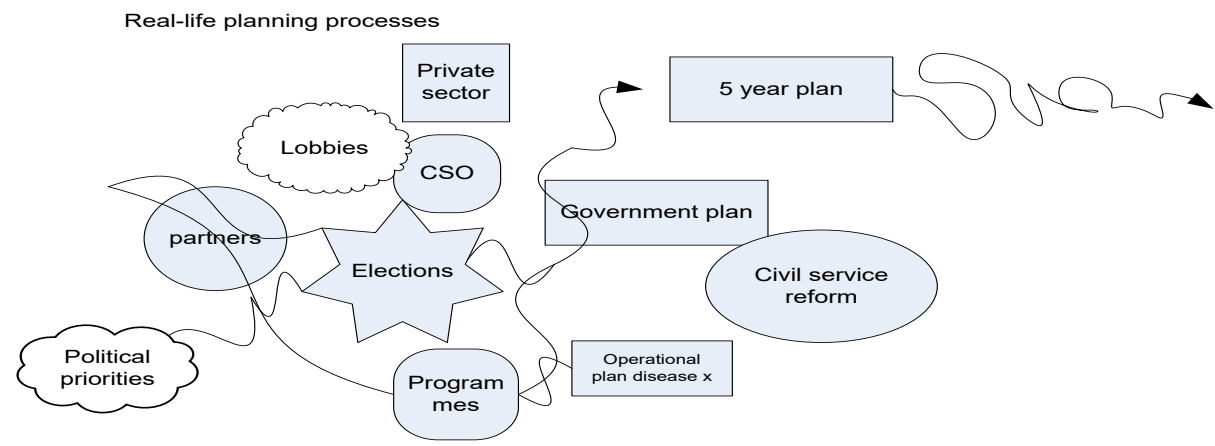 Real-life planning processes
Private
sector
5 year plan
Lobbies
CSO
Government plan
partners
Elections
Civil service
reform
Political
priorities
Program
mes
Operational
plan disease x